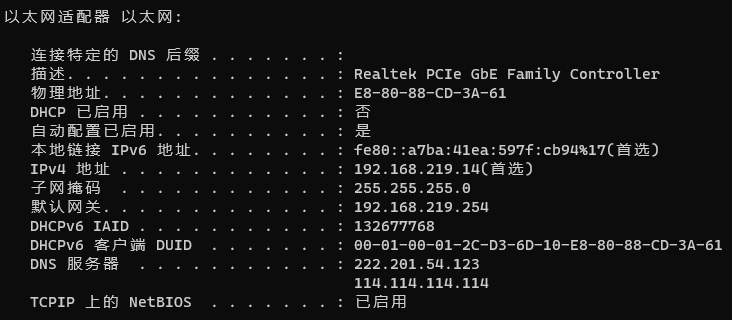 以太网适配器 以太网:
连接特定的 DNS 后缀 . . . . . . . :
描述. . . . . . . . . . . . . . . : Realtek PCIe GbE Family Controller
物理地址. . . . . . . . . . . . . : E8-80-88-CD-3A-61
DHCP 已启用 . . . . . . . . . . . : 否
自动配置已启用. . . . . . . . . . : 是
本地链接 IPv6 地址. . . . . . . . : fe80::a7ba:41ea:597f:cb94%17(首选)
IPv4 地址 . . . . . . . . . . . . : 192.168.219.14(首选)
子网掩码 . . . . . . . . . . . . : 255.255.255.0
默认网关. . . . . . . . . . . . . : 192.168.219.254
DHCPv6 IAID . . . . . . . . . . . : 132677768
DHCPv6 客户端 DUID . . . . . . . : 00-01-00-01-2C-D3-6D-10-E8-80-88-CD-3A-61
DNS 服务器 . . . . . . . . . . . : 222.201.54.123
114.114.114.114
TCPIP 上的 NetBIOS . . . . . . . : 已启用